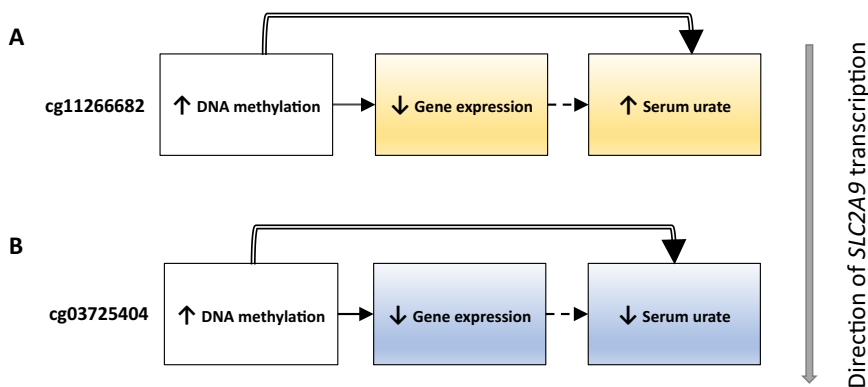 A
cg11266682
↑ DNA methylation
↓ Gene expression
↑ Serum urate
B
cg03725404
↑ DNA methylation
↓ Gene expression
↓ Serum urate
Direction of SLC2A9 transcription